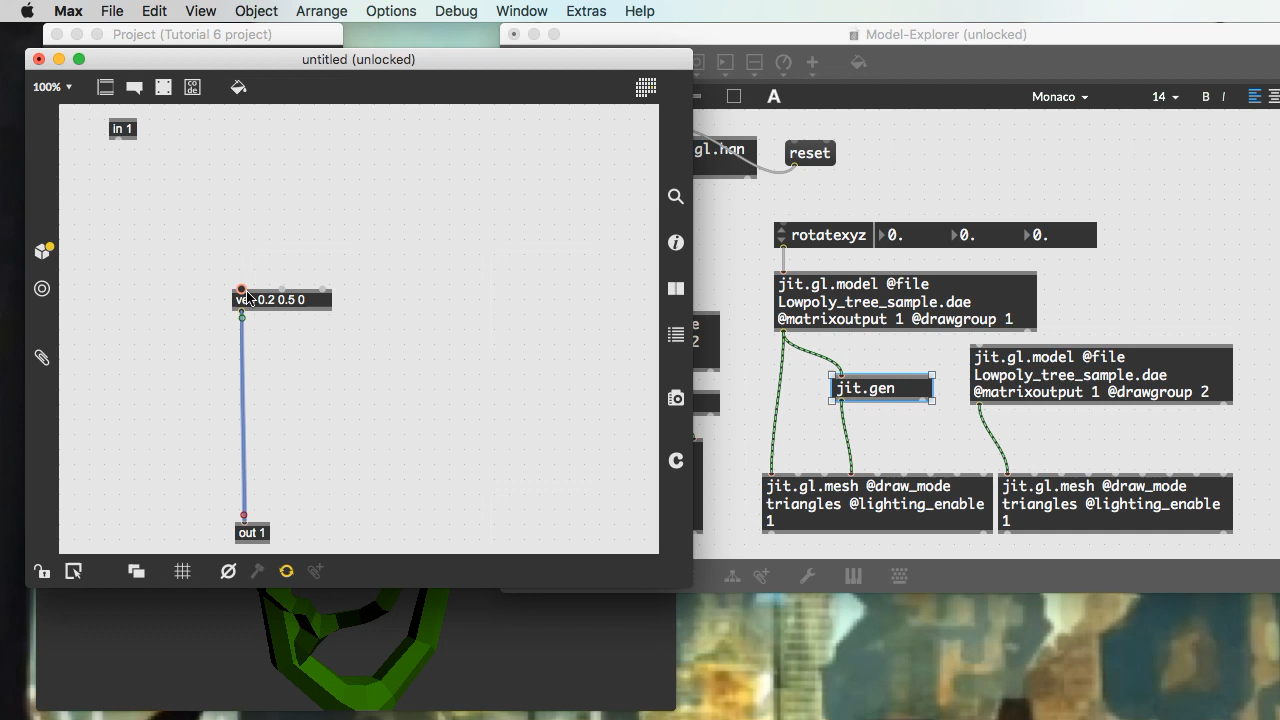 Max File Edit View Object Arrange Options Debug Window Extras Help
Project (Tutorial 6 project)
Model-Explorer (unlocked)
untitled (unlocked)
100%
co
de
A
Monaco
14
B I
in 1
gl.han
reset
rotatexyz 0. 0. 0.
jit.gl.model @file
Lowpoly_tree_sample.dae
@matrixoutput 1 @drawgroup 1
0.2 0.5 0
e
2
jit.gl.model @file
Lowpoly_tree_sample.dae
@matrixoutput 1 @drawgroup 2
jit.gen
jit.gl.mesh @draw_mode
triangles @lighting_enable
1
jit.gl.mesh @draw_mode
triangles @lighting_enable
1
out 1